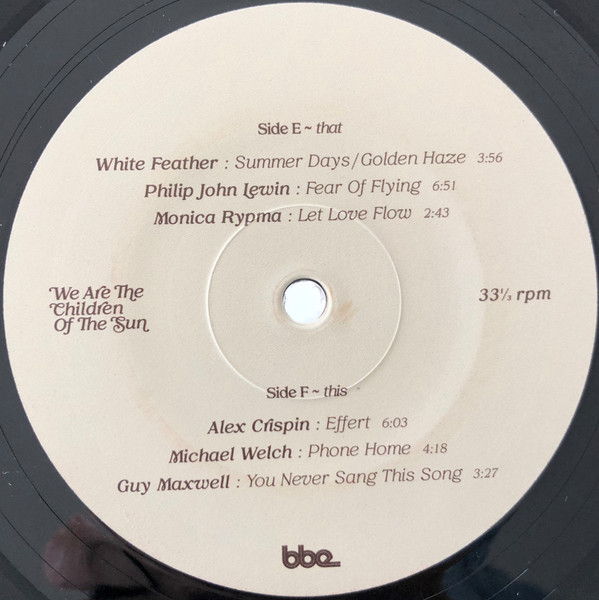 Side E ~ that
White Feather : Summer Days/Golden Haze 3:56
Philip John Lewin : Fear Of Flying 6:51
Monica Rypma : Let Love Flow 2:43
We Are The
Children
Of The Sun
33⅓ rpm
Side F ~ this
Alex Crispin : Effert 6:03
Michael Welch : Phone Home 4:18
Guy Maxwell : You Never Sang This Song 3:27
bbe